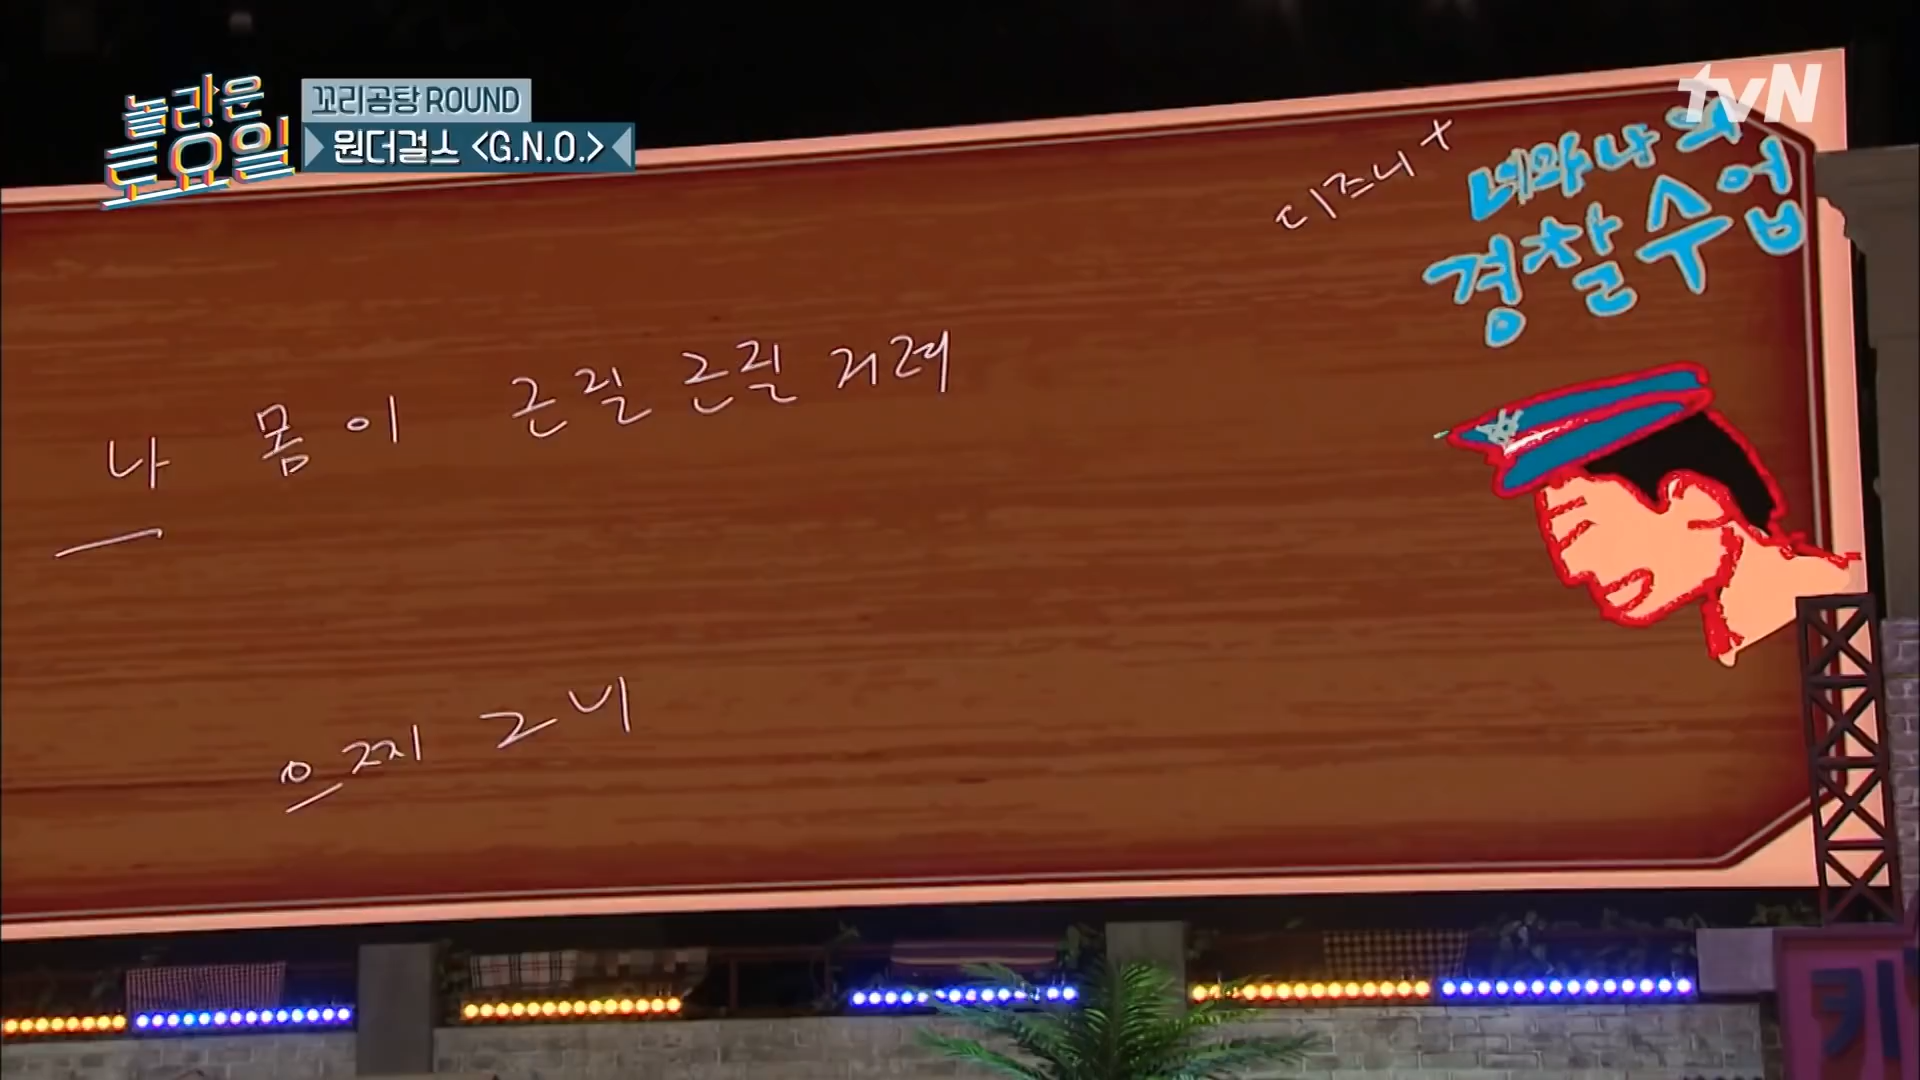 놀라운
토요일
꼬리곰탕 ROUND
원더걸스 <G.N.O.>
tvN
디즈니+
너와 나의
경찰수업
나 몸이 근질 근질 거려
으찌 그니
키